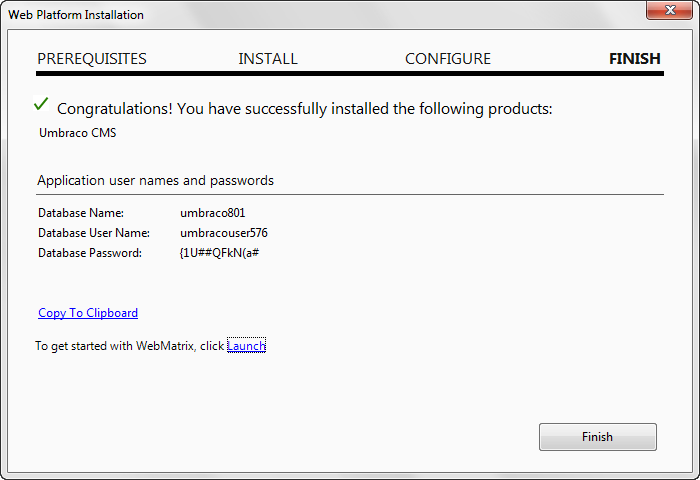 Web Platform Installation
PREREQUISITES INSTALL CONFIGURE FINISH
Congratulations! You have successfully installed the following products:
Umbraco CMS
Application user names and passwords
Database Name: umbraco801
Database User Name: umbracouser576
Database Password: {1U##QFkN(a#
Copy To Clipboard
To get started with WebMatrix, click Launch
Finish